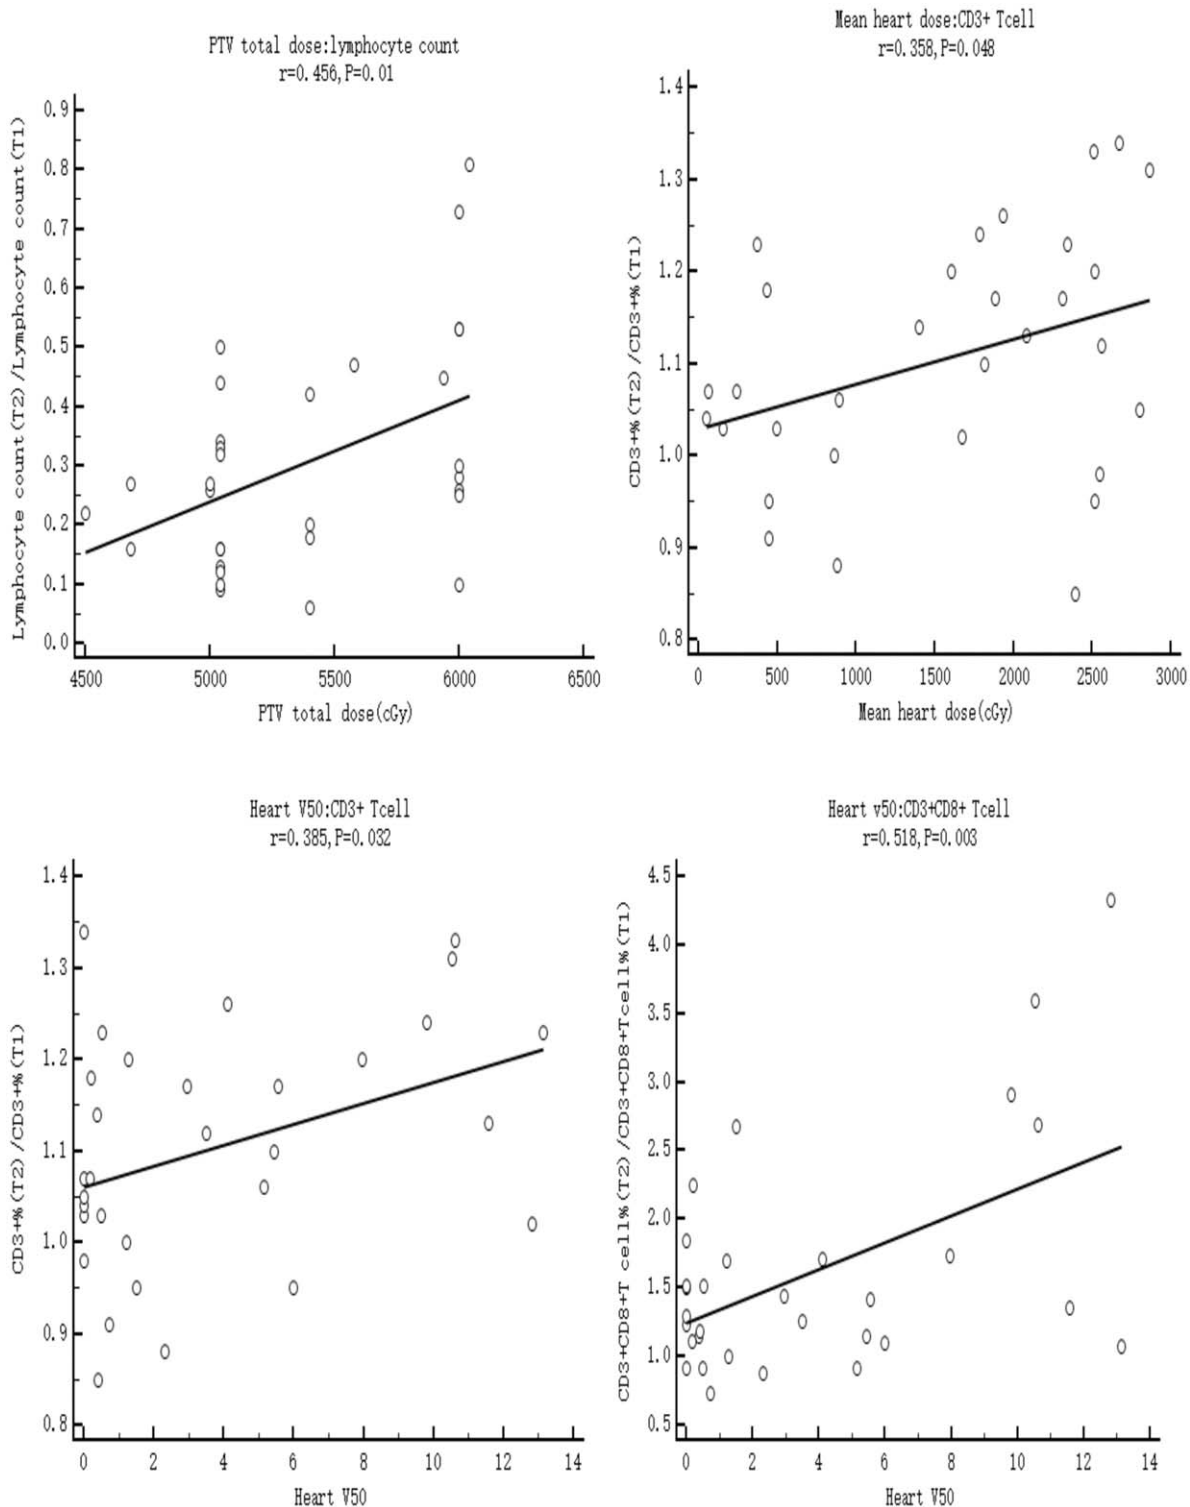 PTV total dose:lymphocyte count
r=0.456,P=0.01
Lymphocyte count(T2)/Lymphocyte count(T1)
0.9
0.8
0.7
0.6
0.5
0.4
0.3
0.2
0.1
0.0
4500 5000 5500 6000 6500
PTV total dose(cGy)
Mean heart dose:CD3+ Tcell
r=0.358,P=0.048
CD3+%(T2)/CD3+%(T1)
1.4
1.3
1.2
1.1
1.0
0.9
0.8
0 500 1000 1500 2000 2500 3000
Mean heart dose(cGy)
Heart V50:CD3+ Tcell
r=0.385,P=0.032
CD3+%(T2)/CD3+%(T1)
1.4
1.3
1.2
1.1
1.0
0.9
0.8
0 2 4 6 8 10 12 14
Heart V50
Heart v50:CD3+CD8+ Tcell
r=0.518,P=0.003
CD3+CD8+T cell%(T2)/CD3+CD8+Tcell%(T1)
4.5
4.0
3.5
3.0
2.5
2.0
1.5
1.0
0.5
0 2 4 6 8 10 12 14
Heart V50